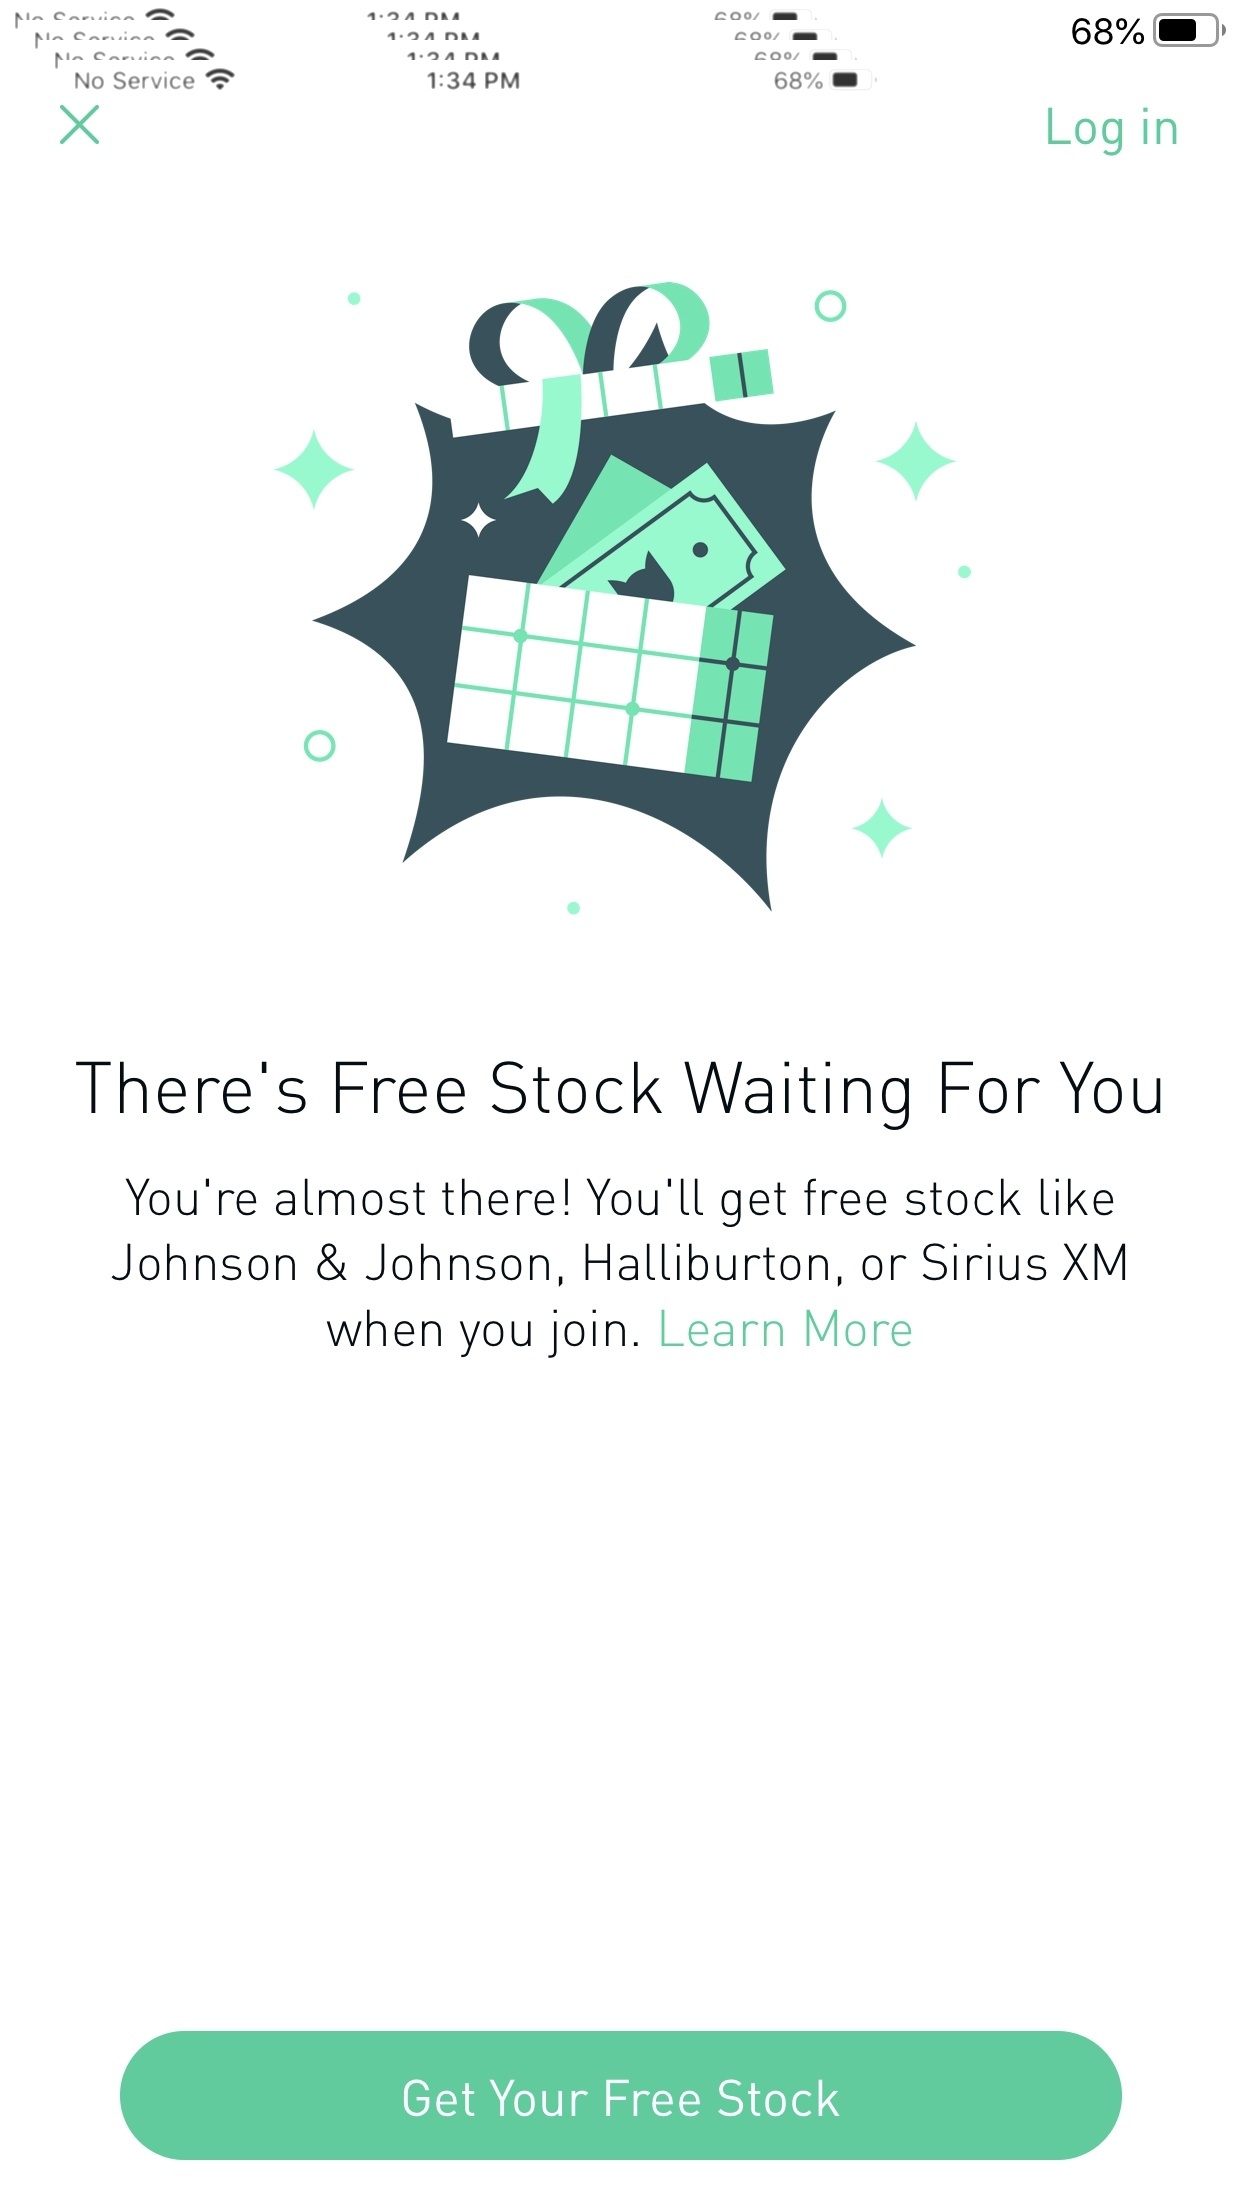 No Service 1:34 PM 68%
No Service 1:34 PM 68%
No Service 1:34 PM 68%
No Service 1:34 PM 68%
68%
Log in
There's Free Stock Waiting For You
You're almost there! You'll get free stock like
Johnson & Johnson, Halliburton, or Sirius XM
when you join. Learn More
Get Your Free Stock